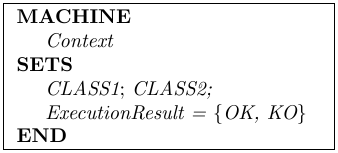 MACHINE
Context
SETS
CLASS1; CLASS2;
ExecutionResult = {OK, KO}
END